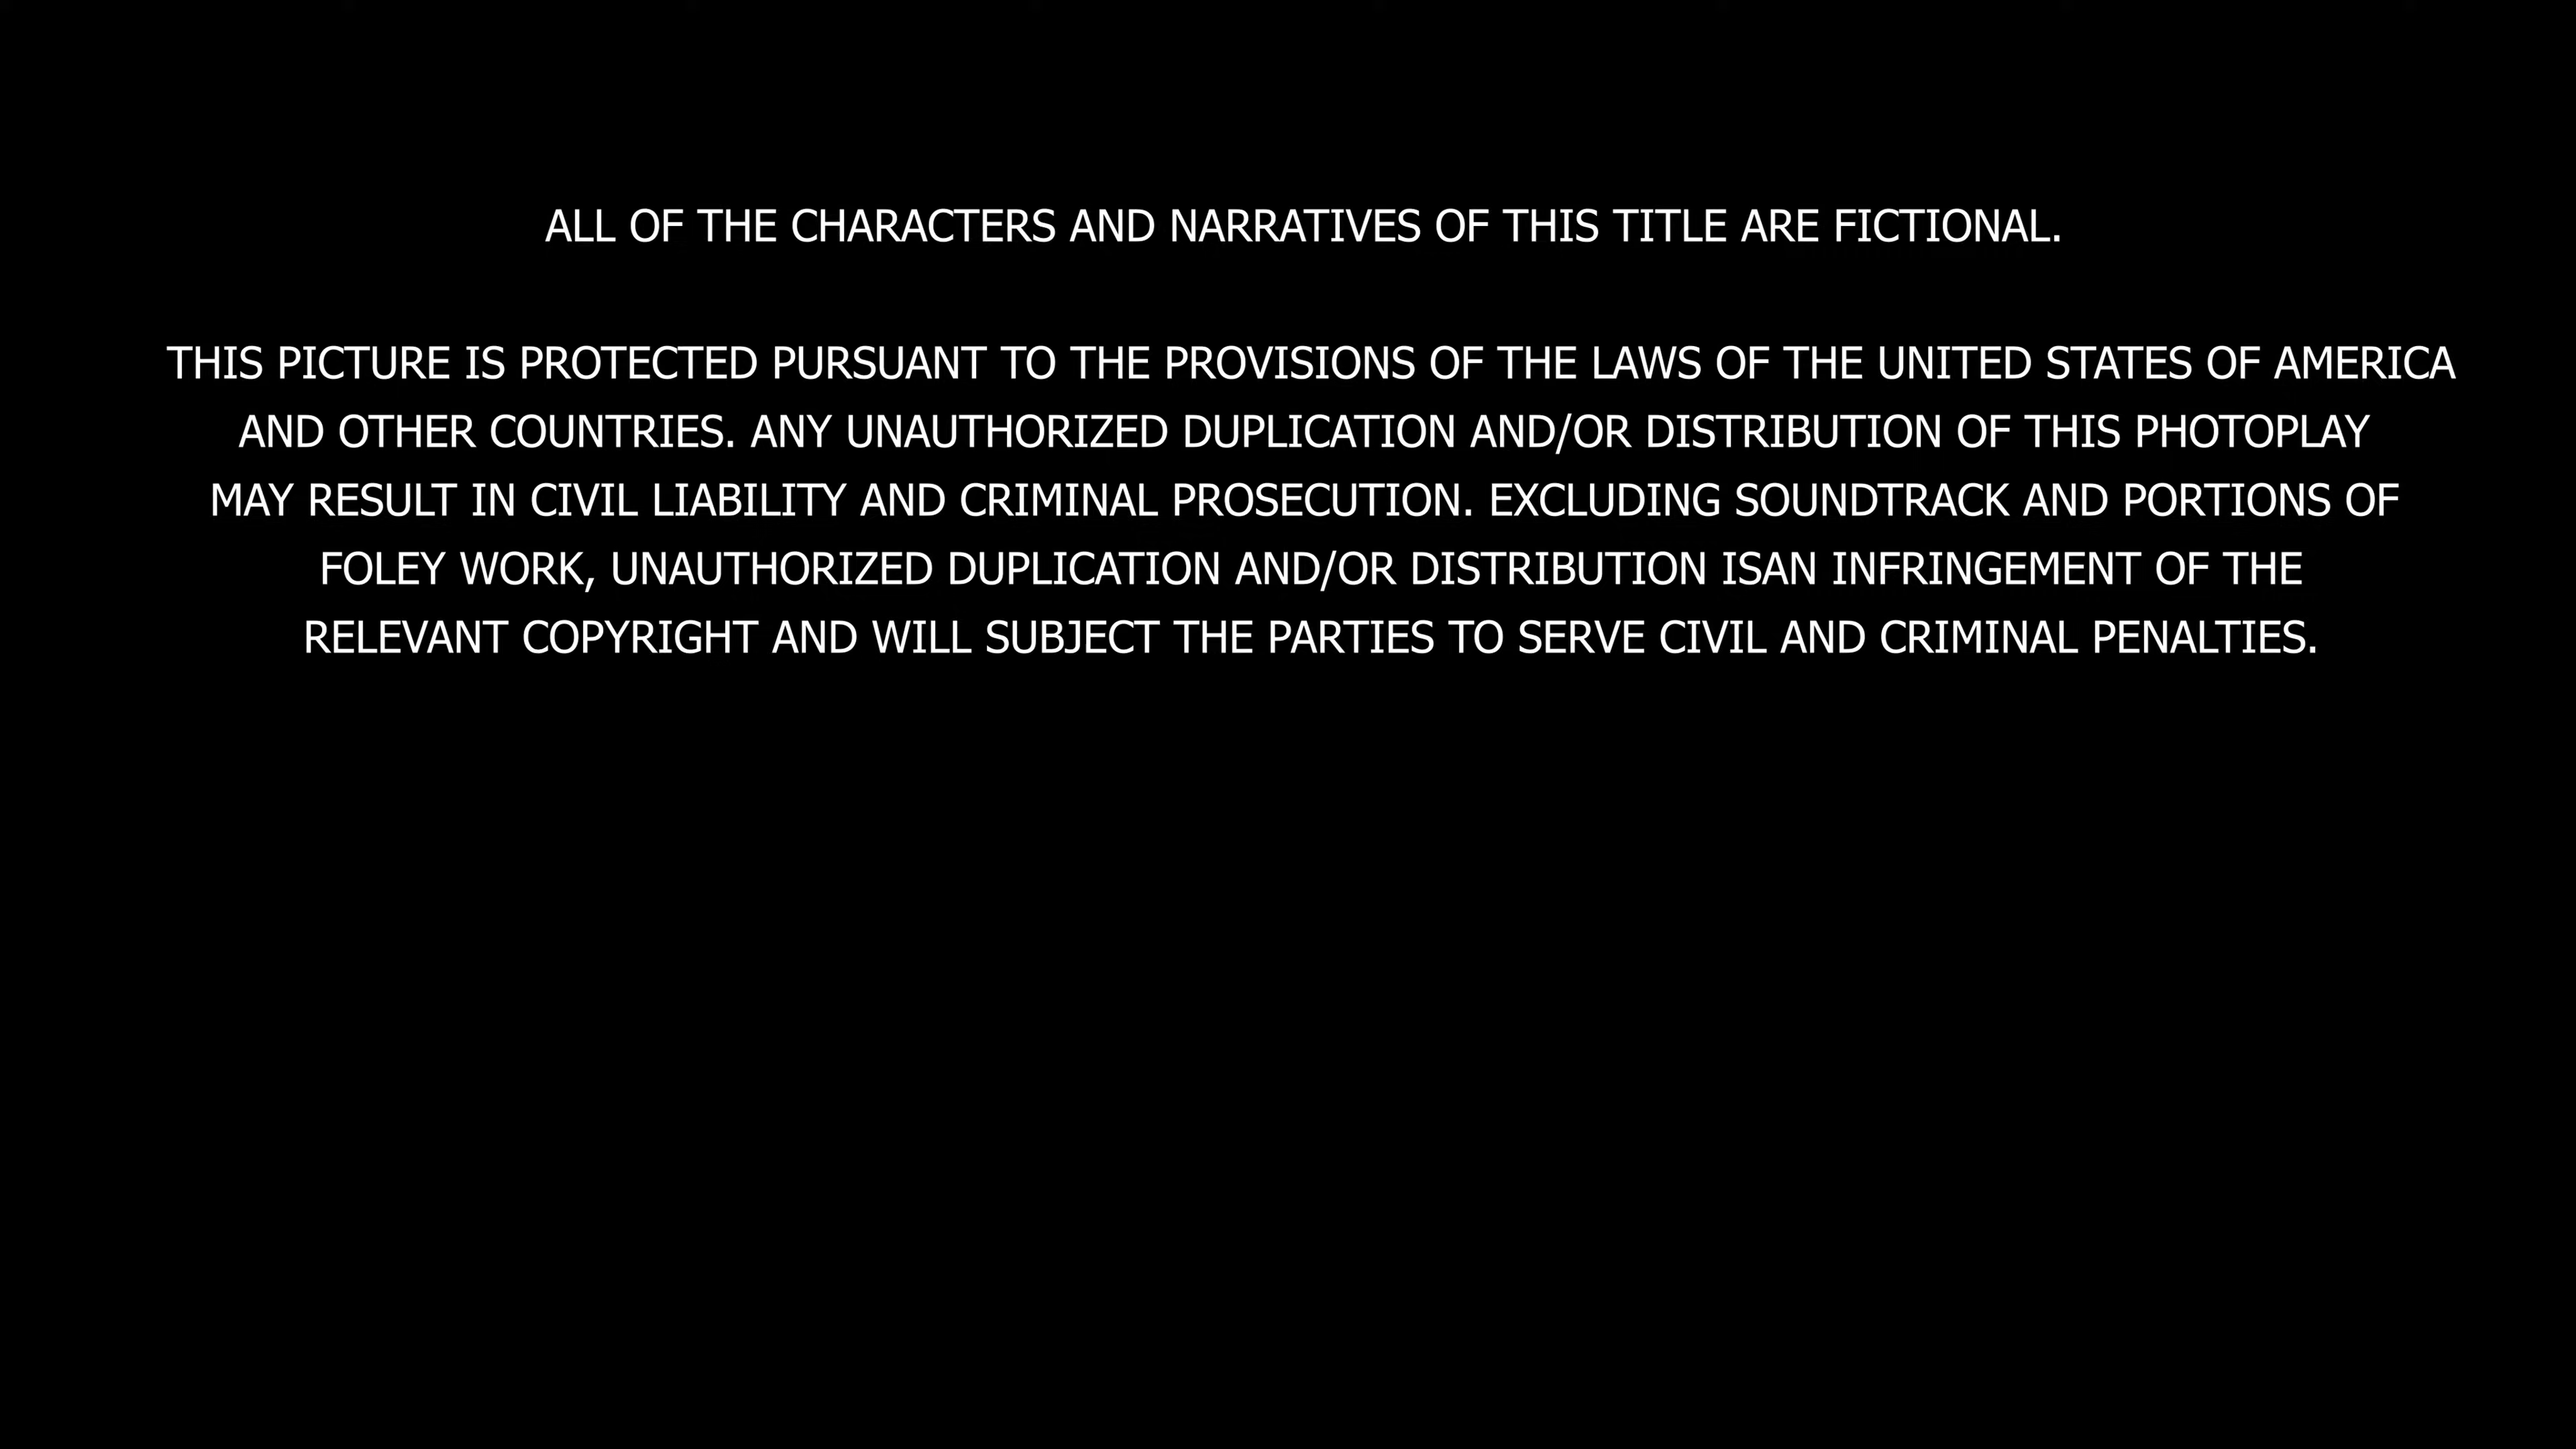 ALL OF THE CHARACTERS AND NARRATIVES OF THIS TITLE ARE FICTIONAL.
THIS PICTURE IS PROTECTED PURSUANT TO THE PROVISIONS OF THE LAWS OF THE UNITED STATES OF AMERICA
AND OTHER COUNTRIES. ANY UNAUTHORIZED DUPLICATION AND/OR DISTRIBUTION OF THIS PHOTOPLAY
MAY RESULT IN CIVIL LIABILITY AND CRIMINAL PROSECUTION. EXCLUDING SOUNDTRACK AND PORTIONS OF
FOLEY WORK, UNAUTHORIZED DUPLICATION AND/OR DISTRIBUTION ISAN INFRINGEMENT OF THE
RELEVANT COPYRIGHT AND WILL SUBJECT THE PARTIES TO SERVE CIVIL AND CRIMINAL PENALTIES.